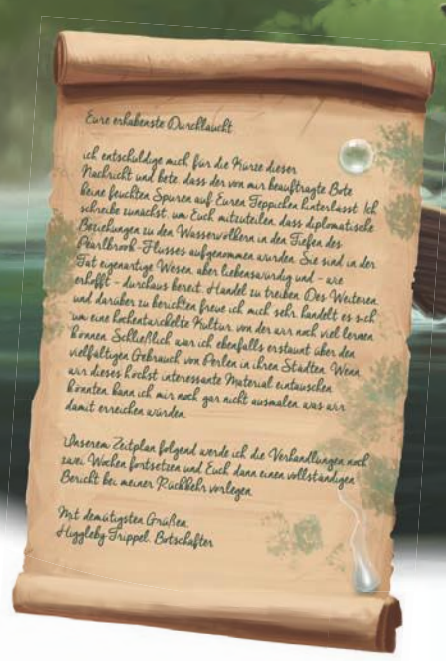 Eure erhabenste Durchlaucht
ich entschuldige mich für die Kürze dieser
Nachricht und bete, dass der von mir beauftragte Bote
keine feuchten Spuren auf Euren Teppichen hinterlässt. Ich
schreibe zunächst, um Euch mitzuteilen, dass diplomatische
Beziehungen zu den Wasservölkern in den Tiefen des
Pearlbrook-Flusses aufgenommen wurden. Sie sind in der
Tat eigenartige Wesen, aber liebenswürdig und – wie
erhofft – durchaus bereit, Handel zu treiben. Des Weiteren,
und darüber zu berichten freue ich mich sehr, handelt es sich
um eine hochentwickelte Kultur, von der wir noch viel lernen
können. Schließlich war ich ebenfalls erstaunt über den
vielfältigen Gebrauch von Perlen in ihren Städten. Wenn
wir dieses höchst interessante Material eintauschen
könnten, kann ich mir noch gar nicht ausmalen, was wir
damit erreichen würden.
Unserem Zeitplan folgend werde ich die Verhandlungen noch
zwei Wochen fortsetzen und Euch dann einen vollständigen
Bericht bei meiner Rückkehr vorlegen.
Mit demütigsten Grüßen,
Higgleby Trippel, Botschafter